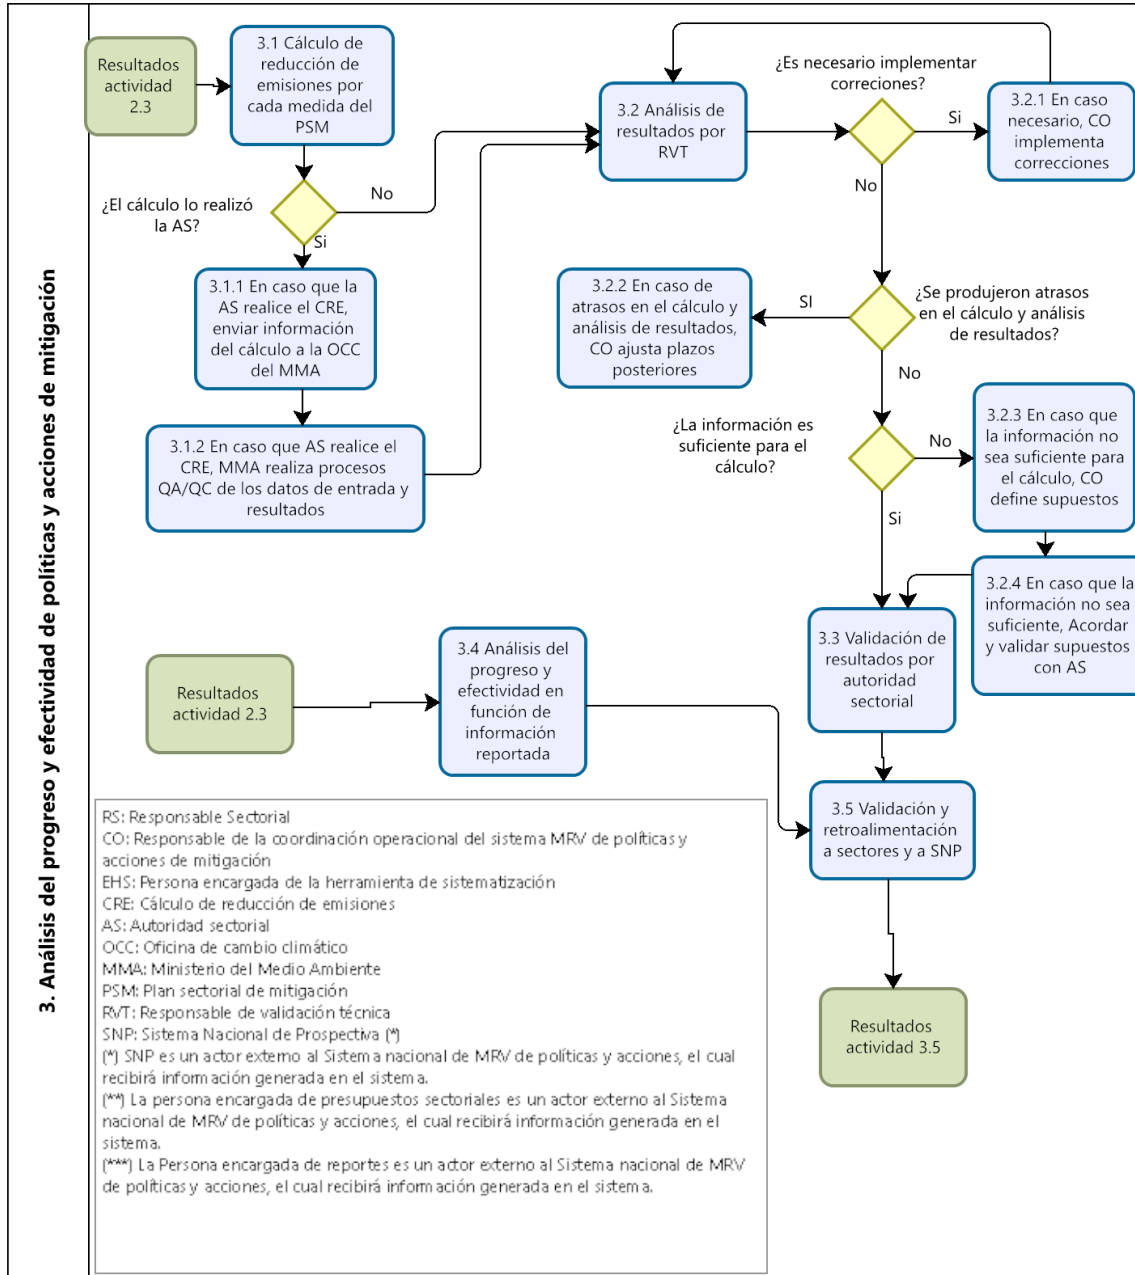 3. Análisis del progreso y efectividad de políticas y acciones de mitigación
Resultados
actividad
2.3
3.1 Cálculo de
reducción de
emisiones por
cada medida del
PSM
¿El cálculo lo realizó
la AS?
No
Si
3.1.1 En caso que la
AS realice el CRE,
enviar información
del cálculo a la OCC
del MMA
3.1.2 En caso que AS realice el
CRE, MMA realiza procesos
QA/QC de los datos de entrada y
resultados
3.2 Análisis de
resultados por
RVT
¿Es necesario implementar
correciones?
Si
No
3.2.1 En caso
necesario, CO
implementa
correcciones
3.2.2 En caso de
atrasos en el cálculo y
análisis de resultados,
CO ajusta plazos
posteriores
SI
¿Se produjeron atrasos
en el cálculo y análisis
de resultados?
No
¿La información es
suficiente para el
cálculo?
No
Si
3.2.3 En caso que
la información no
sea suficiente para
el cálculo, CO
define supuestos
3.2.4 En caso que la
información no sea
suficiente, Acordar
y validar supuestos
con AS
3.3 Validación de
resultados por
autoridad
sectorial
Resultados
actividad 2.3
3.4 Análisis del
progreso y
efectividad en
función de
información
reportada
3.5 Validación y
retroalimentación
a sectores y a SNP
Resultados
actividad 3.5
RS: Responsable Sectorial
CO: Responsable de la coordinación operacional del sistema MRV de políticas y
acciones de mitigación
EHS: Persona encargada de la herramienta de sistematización
CRE: Cálculo de reducción de emisiones
AS: Autoridad sectorial
OCC: Oficina de cambio climático
MMA: Ministerio del Medio Ambiente
PSM: Plan sectorial de mitigación
RVT: Responsable de validación técnica
SNP: Sistema Nacional de Prospectiva (*)
(*) SNP es un actor externo al Sistema nacional de MRV de políticas y acciones, el cual
recibirá información generada en el sistema.
(**) La persona encargada de presupuestos sectoriales es un actor externo al Sistema
nacional de MRV de políticas y acciones, el cual recibirá información generada en el
sistema.
(***) La Persona encargada de reportes es un actor externo al Sistema nacional de MRV
de políticas y acciones, el cual recibirá información generada en el sistema.